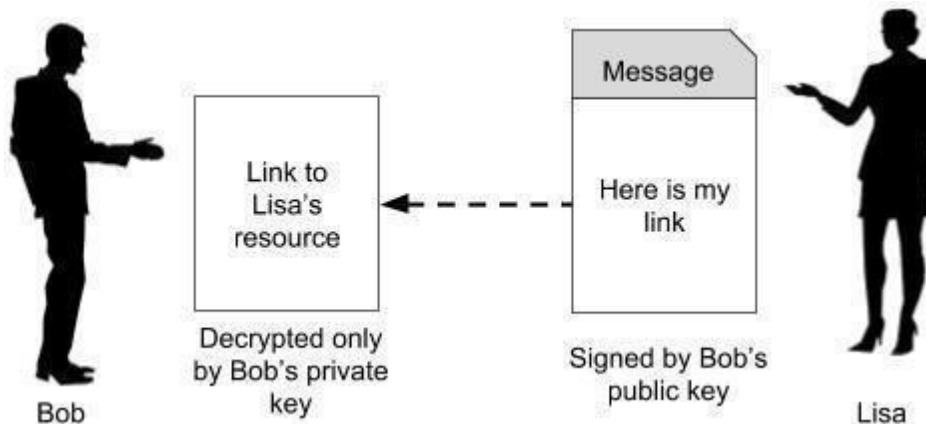 Message
Here is my
link
Link to
Lisa's
resource
Decrypted only
by Bob's private
key
Signed by Bob's
public key
Bob
Lisa